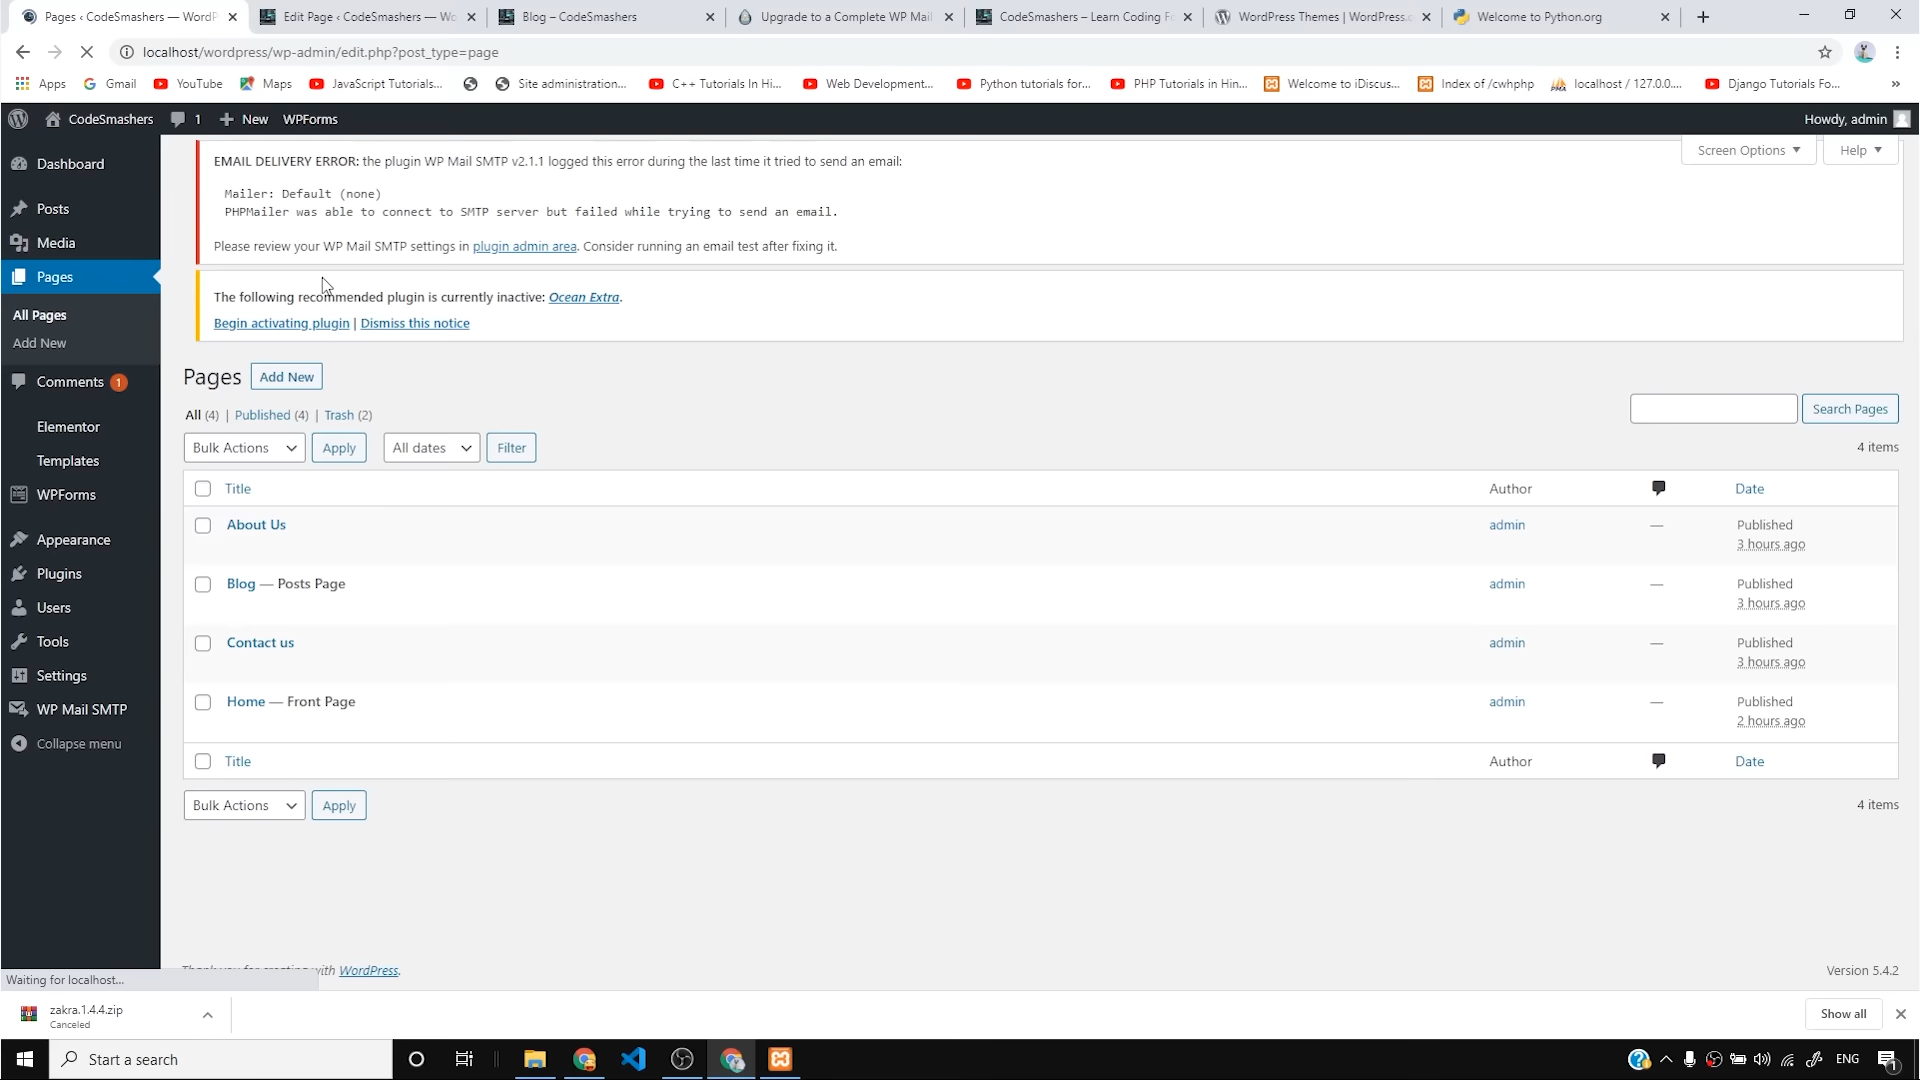 Pages ‹ CodeSmashers — WordP
Edit Page ‹ CodeSmashers — Wo
Blog – CodeSmashers
Upgrade to a Complete WP Mail
CodeSmashers – Learn Coding Fo
WordPress Themes | WordPress.c
Welcome to Python.org
localhost/wordpress/wp-admin/edit.php?post_type=page
Apps
Gmail
YouTube
Maps
JavaScript Tutorials...
Site administration...
C++ Tutorials In Hi...
Web Development...
Python tutorials for...
PHP Tutorials in Hin...
Welcome to iDiscus...
Index of /cwhphp
localhost / 127.0.0....
Django Tutorials Fo...
»
CodeSmashers
1
New
WPForms
Howdy, admin
Dashboard
Posts
Media
Pages
All Pages
Add New
Comments 1
Elementor
Templates
WPForms
Appearance
Plugins
Users
Tools
Settings
WP Mail SMTP
Collapse menu
Screen Options
Help
EMAIL DELIVERY ERROR: the plugin WP Mail SMTP v2.1.1 logged this error during the last time it tried to send an email:
Mailer: Default (none)
PHPMailer was able to connect to SMTP server but failed while trying to send an email.
Please review your WP Mail SMTP settings in plugin admin area. Consider running an email test after fixing it.
The following recommended plugin is currently inactive: Ocean Extra.
Begin activating plugin | Dismiss this notice
Pages Add New
All (4) | Published (4) | Trash (2)
Search Pages
Bulk Actions Apply All dates Filter
4 items
Title Author Date
About Us admin — Published
3 hours ago
Blog — Posts Page admin — Published
3 hours ago
Contact us admin — Published
3 hours ago
Home — Front Page admin — Published
2 hours ago
Title Author Date
Bulk Actions Apply
4 items
Thank you for creating with WordPress.
Version 5.4.2
Waiting for localhost...
zakra.1.4.4.zip
Canceled
Show all
Start a search
ENG
1